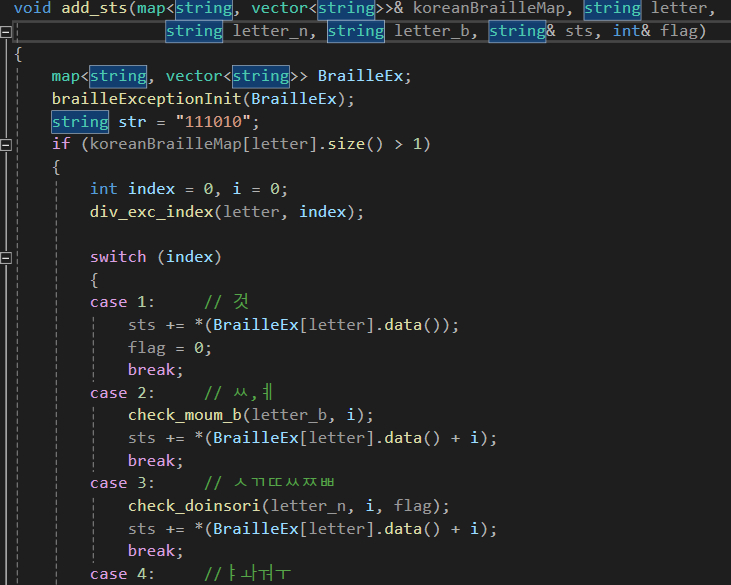 void add_sts(map<string, vector<string>>& koreanBrailleMap, string letter,
string letter_n, string letter_b, string& sts, int& flag)
{
map<string, vector<string>> BrailleEx;
brailleExceptionInit(BrailleEx);
string str = "111010";
if (koreanBrailleMap[letter].size() > 1)
{
int index = 0, i = 0;
div_exc_index(letter, index);
switch (index)
{
case 1: // 것
sts += *(BrailleEx[letter].data());
flag = 0;
break;
case 2: // ㅆ,ㅖ
check_moum_b(letter_b, i);
sts += *(BrailleEx[letter].data() + i);
break;
case 3: // ㅅㄲㄸㅆㅉㅃ
check_doinsori(letter_n, i, flag);
sts += *(BrailleEx[letter].data() + i);
break;
case 4: //ㅑㅘㅝㅜ